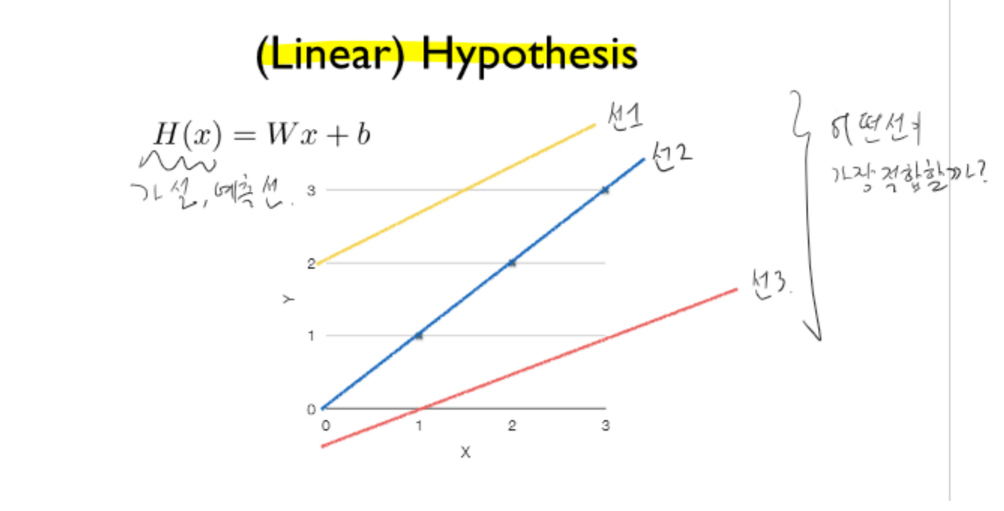 (Linear) Hypothesis
H(x) = Wx + b
가설, 예측선.
선1
선2
선3.
어떤선이
가장적합할까?
3
2
1
0
Y
0 1 2 3
X